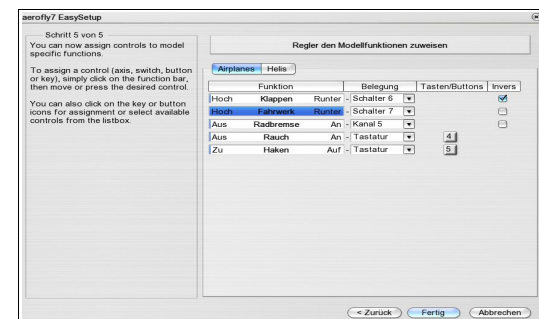 aerofly7 EasySetup
Schritt 5 von 5
You can now assign controls to model
specific functions.
To assign a control (axis, switch, button
or key), simply click on the function bar,
then move or press the desired control.
You can also click on the key or button
icons for assignment or select available
controls from the listbox.
Regler den Modellfunktionen zuweisen
Airplanes Helis
Funktion Belegung Tasten/Buttons Invers
Hoch Klappen Runter - Schalter 6
Hoch Fahrwerk Runter - Schalter 7
Aus Radbremse An - Kanal 5
Aus Rauch An - Tastatur 4
Zu Haken Auf - Tastatur 5
< Zurück Fertig Abbrechen